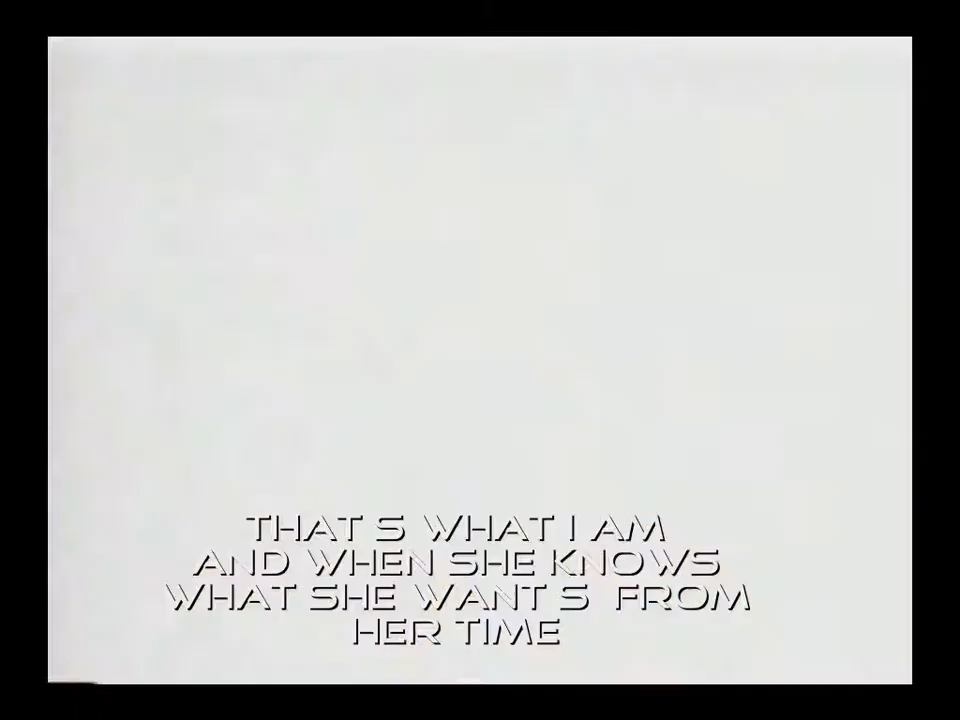 THAT S WHAT I AM
AND WHEN SHE KNOWS
WHAT SHE WANT S FROM
HER TIME